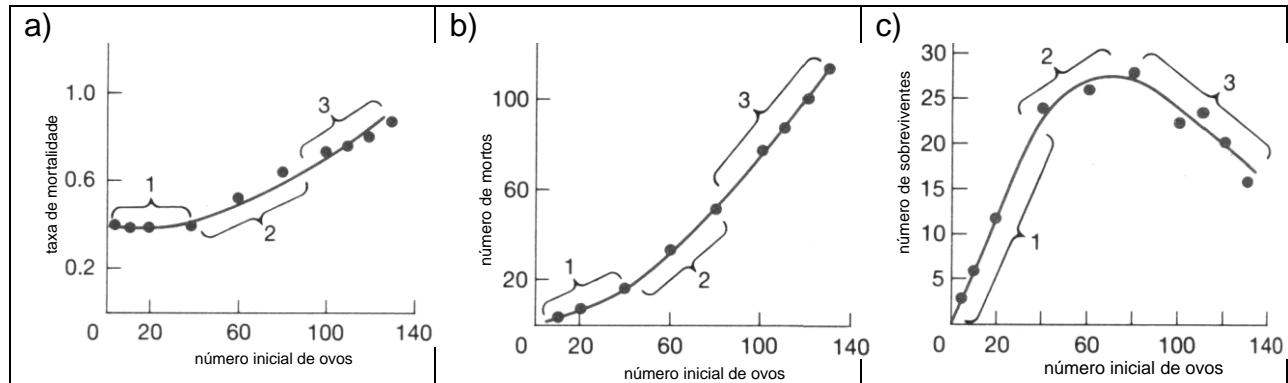 a)
taxa de mortalidade
1.0
0.6
0.2
1
2
3
0 20 60 100 140
número inicial de ovos
b)
número de mortos
100
60
20
1
2
3
0 20 60 100 140
número inicial de ovos
c)
número de sobreviventes
30
25
20
15
10
5
1
2
3
0 20 60 100 140
número inicial de ovos